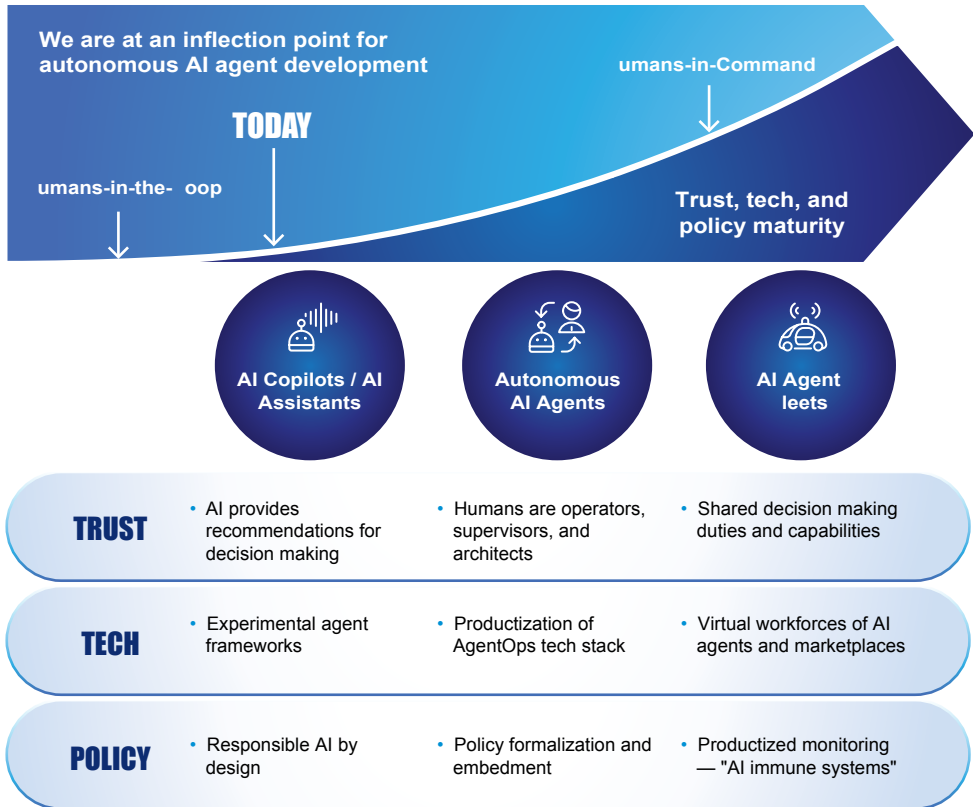 We are at an inflection point for
autonomous AI agent development
umans-in-Command
TODAY
umans-in-the- oop
Trust, tech, and
policy maturity
AI Copilots / AI
Assistants
Autonomous
AI Agents
AI Agent
leets
TRUST
• AI provides
recommendations for
decision making
• Humans are operators,
supervisors, and
architects
• Shared decision making
duties and capabilities
TECH
• Experimental agent
frameworks
• Productization of
AgentOps tech stack
• Virtual workforces of AI
agents and marketplaces
POLICY
• Responsible AI by
design
• Policy formalization and
embedment
• Productized monitoring
— "AI immune systems"